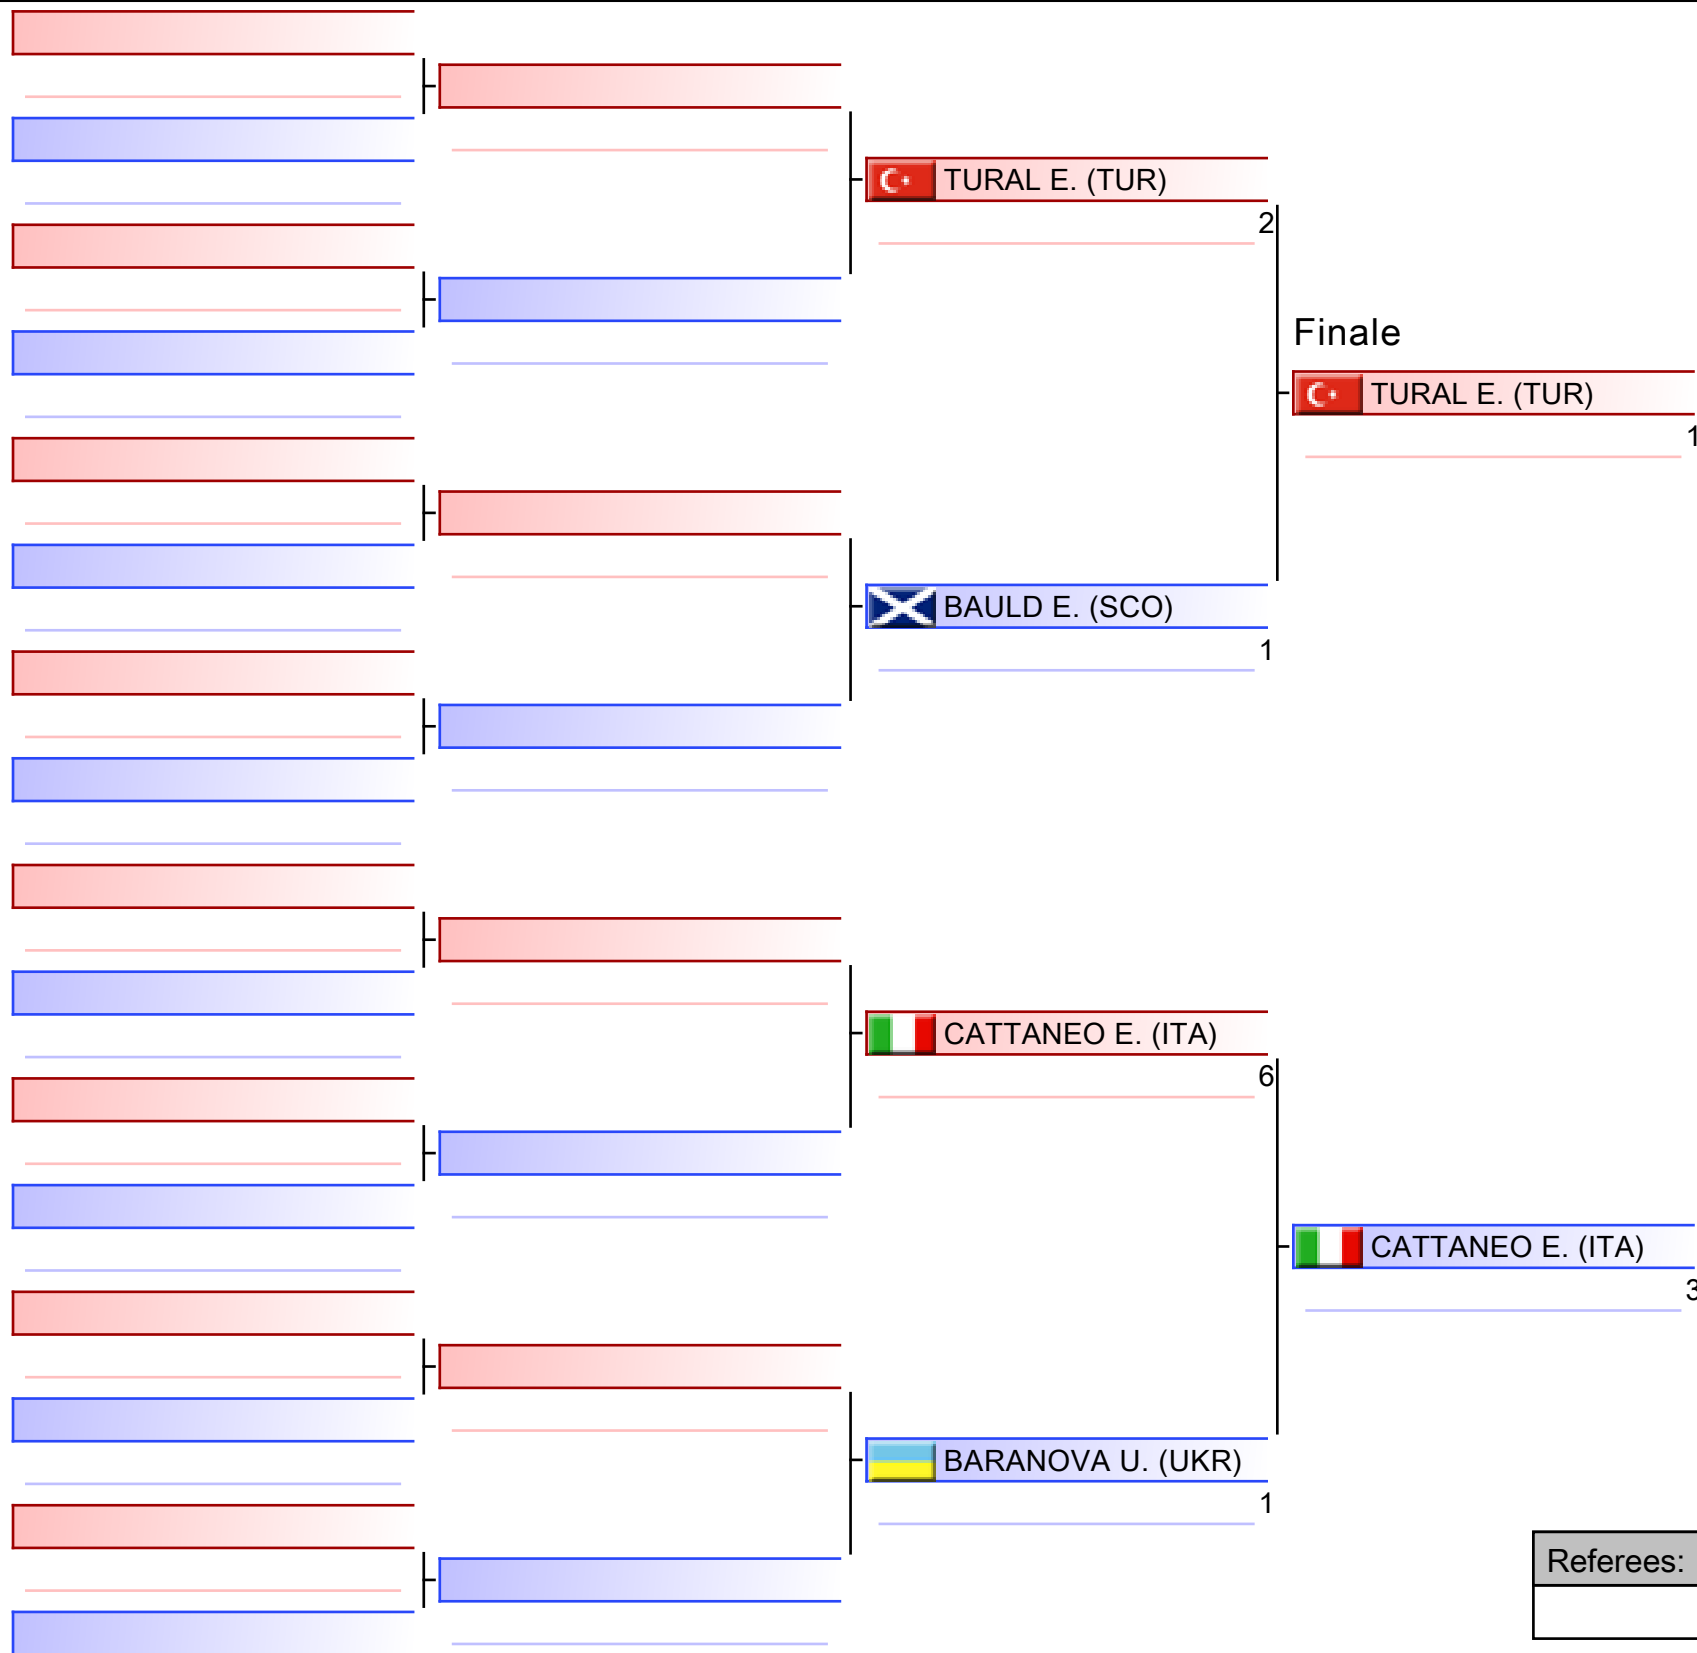 TURAL E. (TUR)
2
Finale
TURAL E. (TUR)
1
BAULD E. (SCO)
1
CATTANEO E. (ITA)
6
CATTANEO E. (ITA)
3
BARANOVA U. (UKR)
1
Referees: